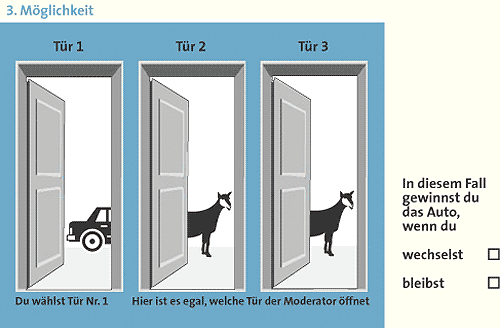 3. Möglichkeit
Tür 1 Tür 2 Tür 3
In diesem Fall
gewinnst du
das Auto,
wenn du
wechselst
bleibst
Du wählst Tür Nr. 1 Hier ist es egal, welche Tür der Moderator öffnet